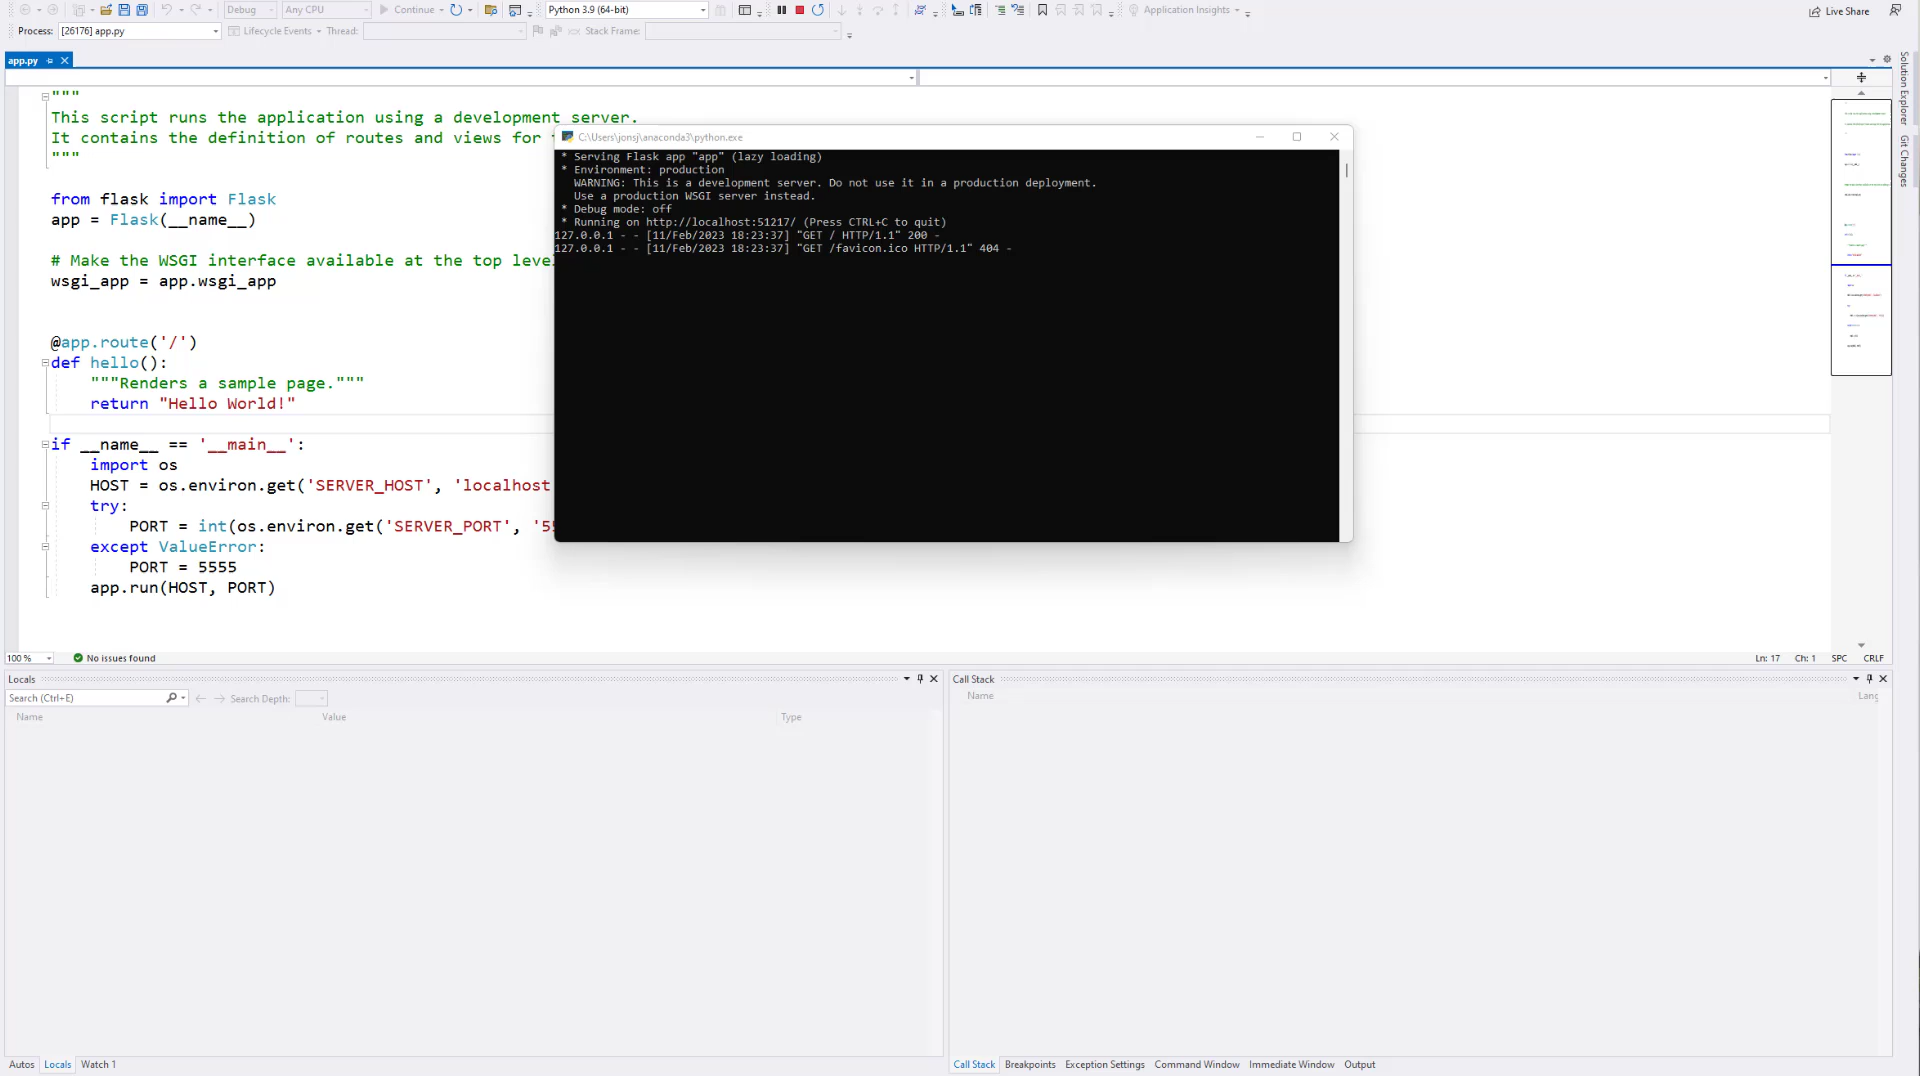 Debug
Any CPU
Continue
Python 3.9 (64-bit)
Application Insights
Live Share
Process:
[26176] app.py
Lifecycle Events
Thread:
Stack Frame:
app.py
"""
This script runs the application using a development server.
It contains the definition of routes and views for
"""
from flask import Flask
app = Flask(__name__)
# Make the WSGI interface available at the top leve
wsgi_app = app.wsgi_app
@app.route('/')
def hello():
"""Renders a sample page."""
return "Hello World!"
if __name__ == '__main__':
import os
HOST = os.environ.get('SERVER_HOST', 'localhost
try:
PORT = int(os.environ.get('SERVER_PORT', '55
except ValueError:
PORT = 5555
app.run(HOST, PORT)
C:\Users\jonsj\anaconda3\python.exe
* Serving Flask app "app" (lazy loading)
* Environment: production
WARNING: This is a development server. Do not use it in a production deployment.
Use a production WSGI server instead.
* Debug mode: off
* Running on http://localhost:51217/ (Press CTRL+C to quit)
127.0.0.1 - - [11/Feb/2023 18:23:37] "GET / HTTP/1.1" 200 -
127.0.0.1 - - [11/Feb/2023 18:23:37] "GET /favicon.ico HTTP/1.1" 404 -
Solution Explorer
Git Changes
100 %
No issues found
Ln: 17
Ch: 1
SPC
CRLF
Locals
Search (Ctrl+E)
Search Depth:
Name
Value
Type
Call Stack
Name
Lang
Autos
Locals
Watch 1
Call Stack
Breakpoints
Exception Settings
Command Window
Immediate Window
Output